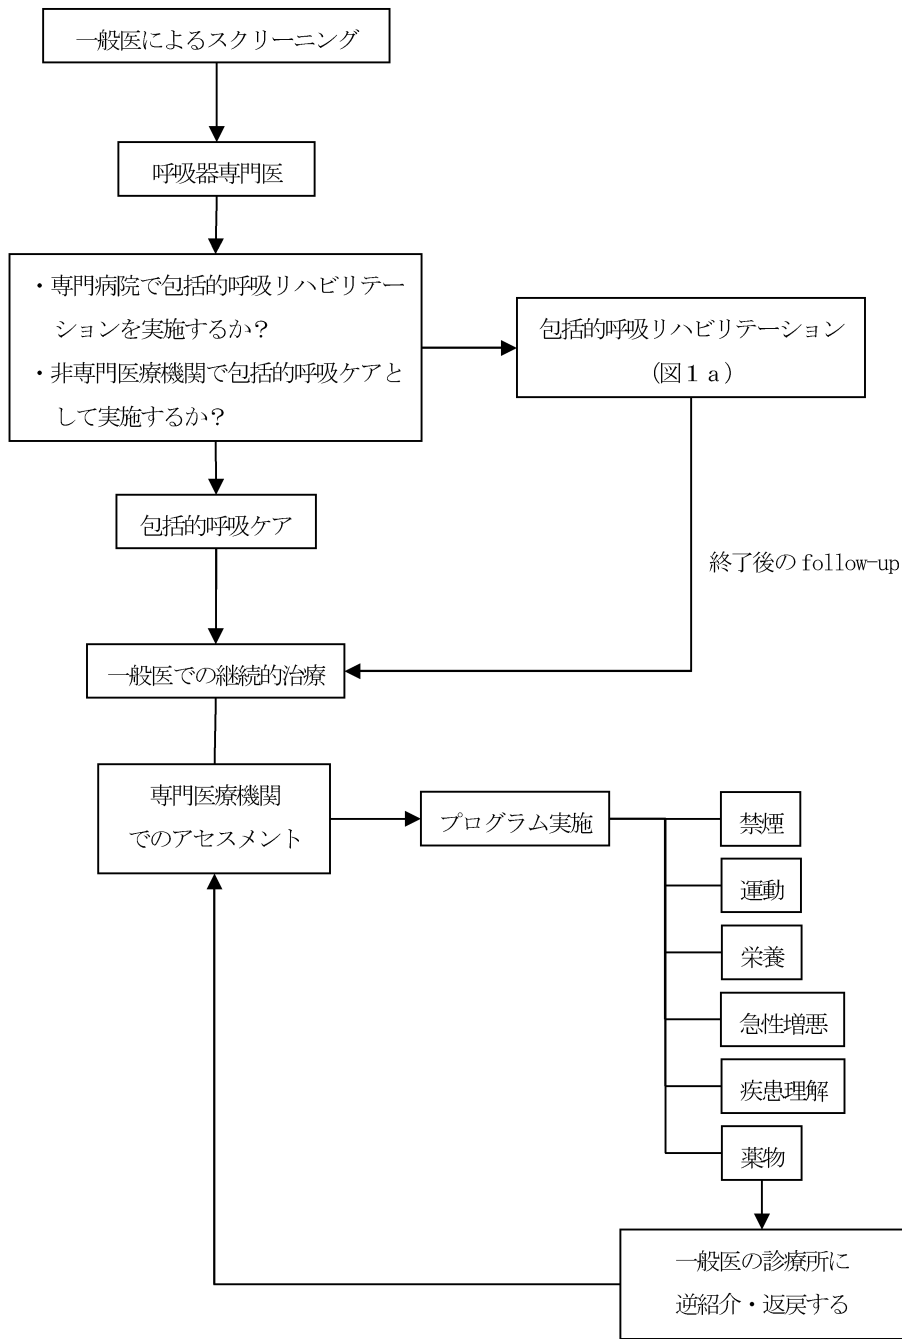 一般医によるスクリーニング
呼吸器専門医
・専門病院で包括的呼吸リハビリテー
ションを実施するか？
・非専門医療機関で包括的呼吸ケアと
して実施するか？
包括的呼吸リハビリテーション
（図１ａ）
包括的呼吸ケア
終了後の follow-up
一般医での継続的治療
専門医療機関
でのアセスメント
プログラム実施
禁煙
運動
栄養
急性増悪
疾患理解
薬物
一般医の診療所に
逆紹介・返戻する